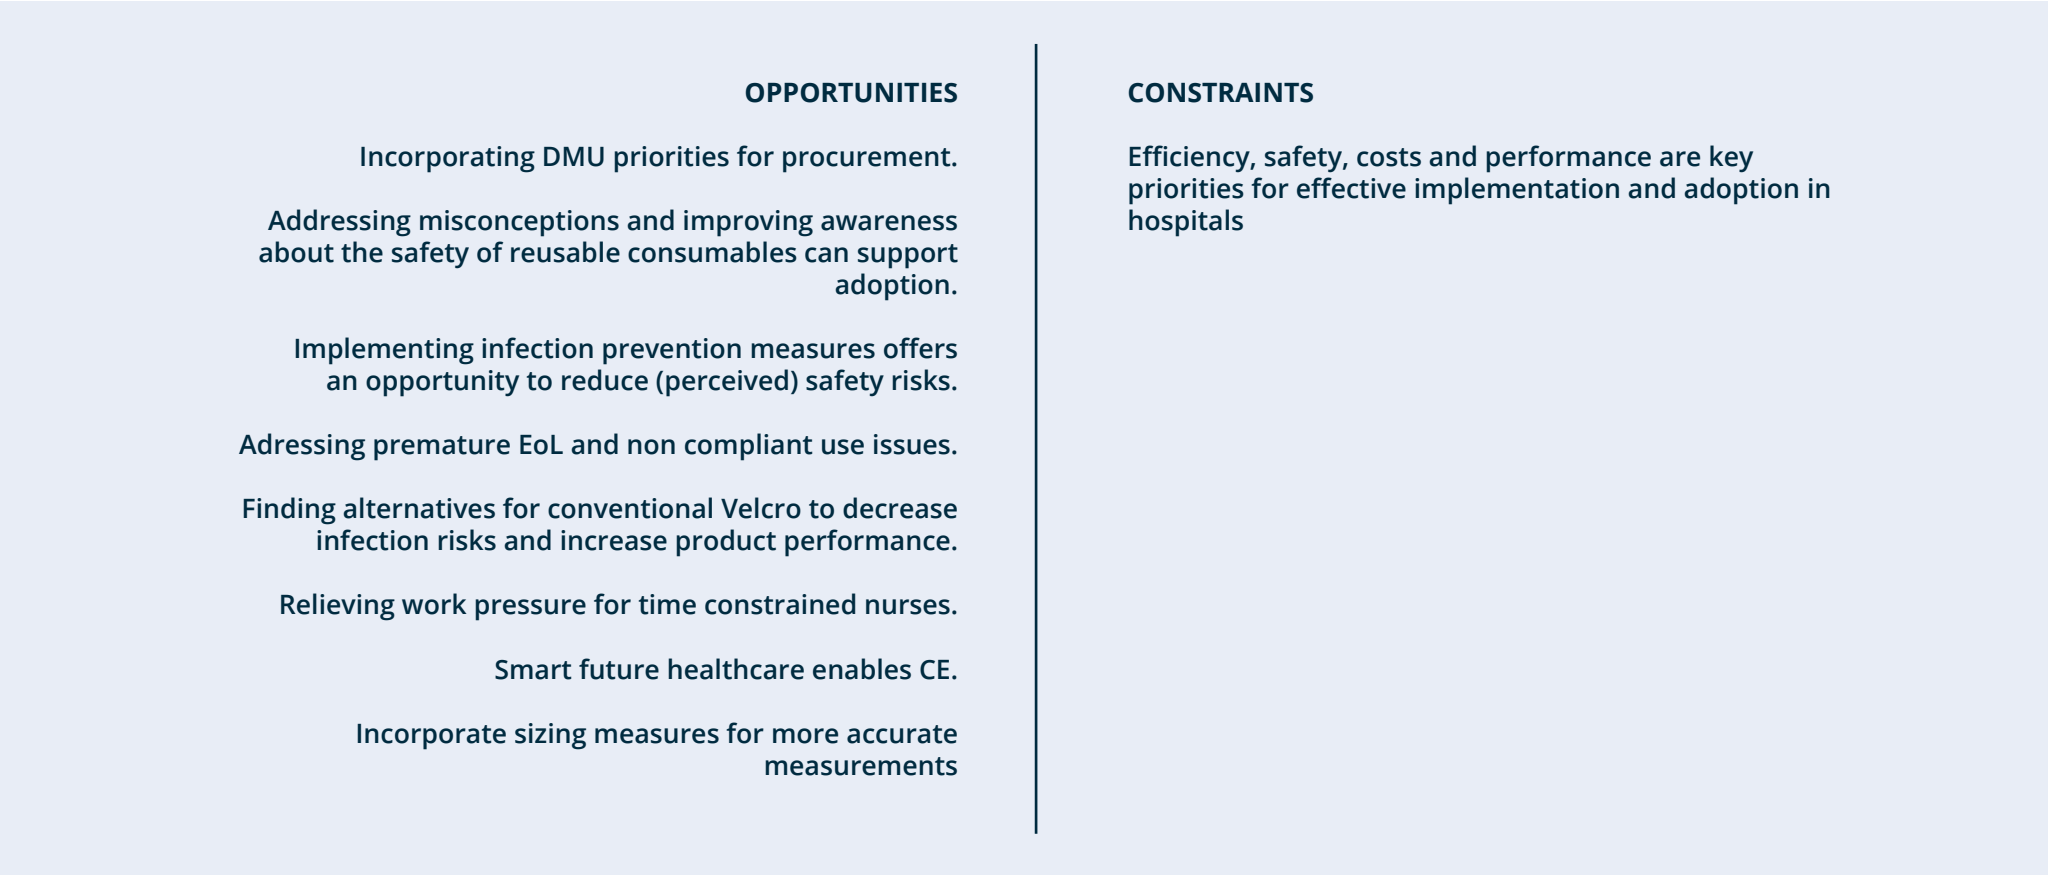 OPPORTUNITIES
Incorporating DMU priorities for procurement.
Addressing misconceptions and improving awareness
about the safety of reusable consumables can support
adoption.
Implementing infection prevention measures offers
an opportunity to reduce (perceived) safety risks.
Adressing premature EoL and non compliant use issues.
Finding alternatives for conventional Velcro to decrease
infection risks and increase product performance.
Relieving work pressure for time constrained nurses.
Smart future healthcare enables CE.
Incorporate sizing measures for more accurate
measurements
CONSTRAINTS
Efficiency, safety, costs and performance are key
priorities for effective implementation and adoption in
hospitals